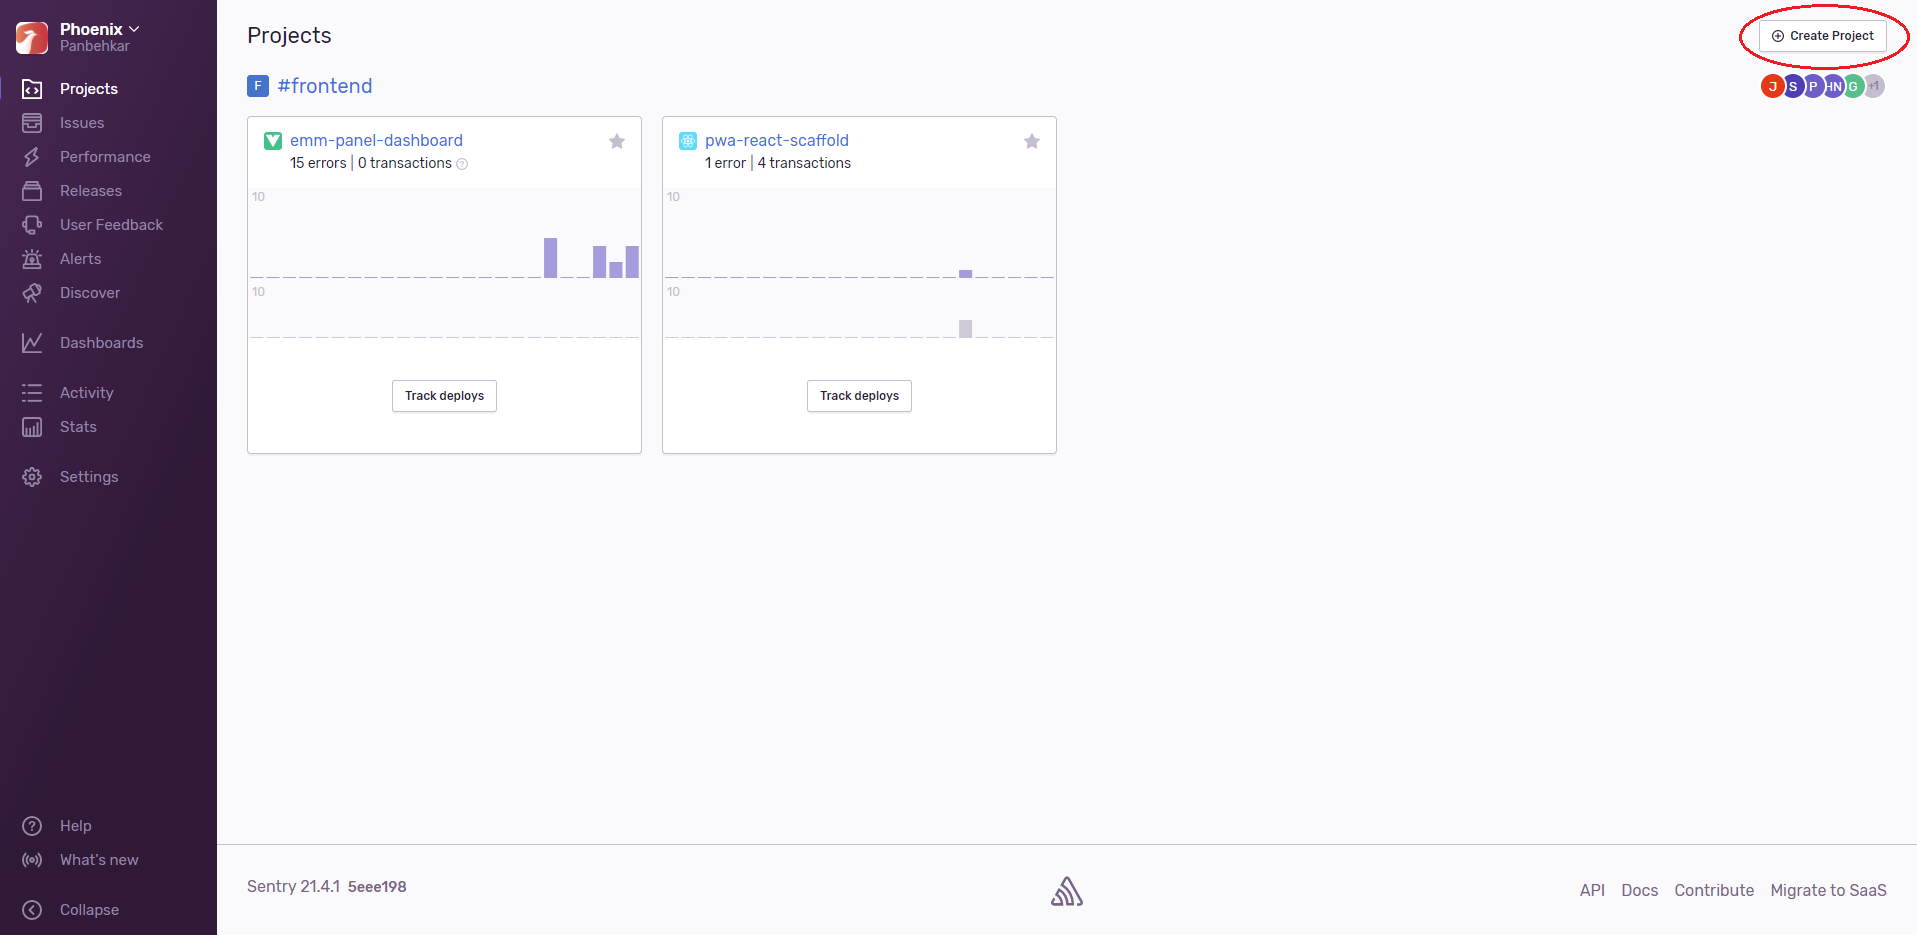 Phoenix
Panbehkar
Projects
Issues
Performance
Releases
User Feedback
Alerts
Discover
Dashboards
Activity
Stats
Settings
Help
What's new
Collapse
Projects
Create Project
F #frontend
J S P HN G +1
emm-panel-dashboard
15 errors | 0 transactions ?
10
10
Track deploys
pwa-react-scaffold
1 error | 4 transactions
10
10
Track deploys
Sentry 21.4.1 5eee198
API Docs Contribute Migrate to SaaS